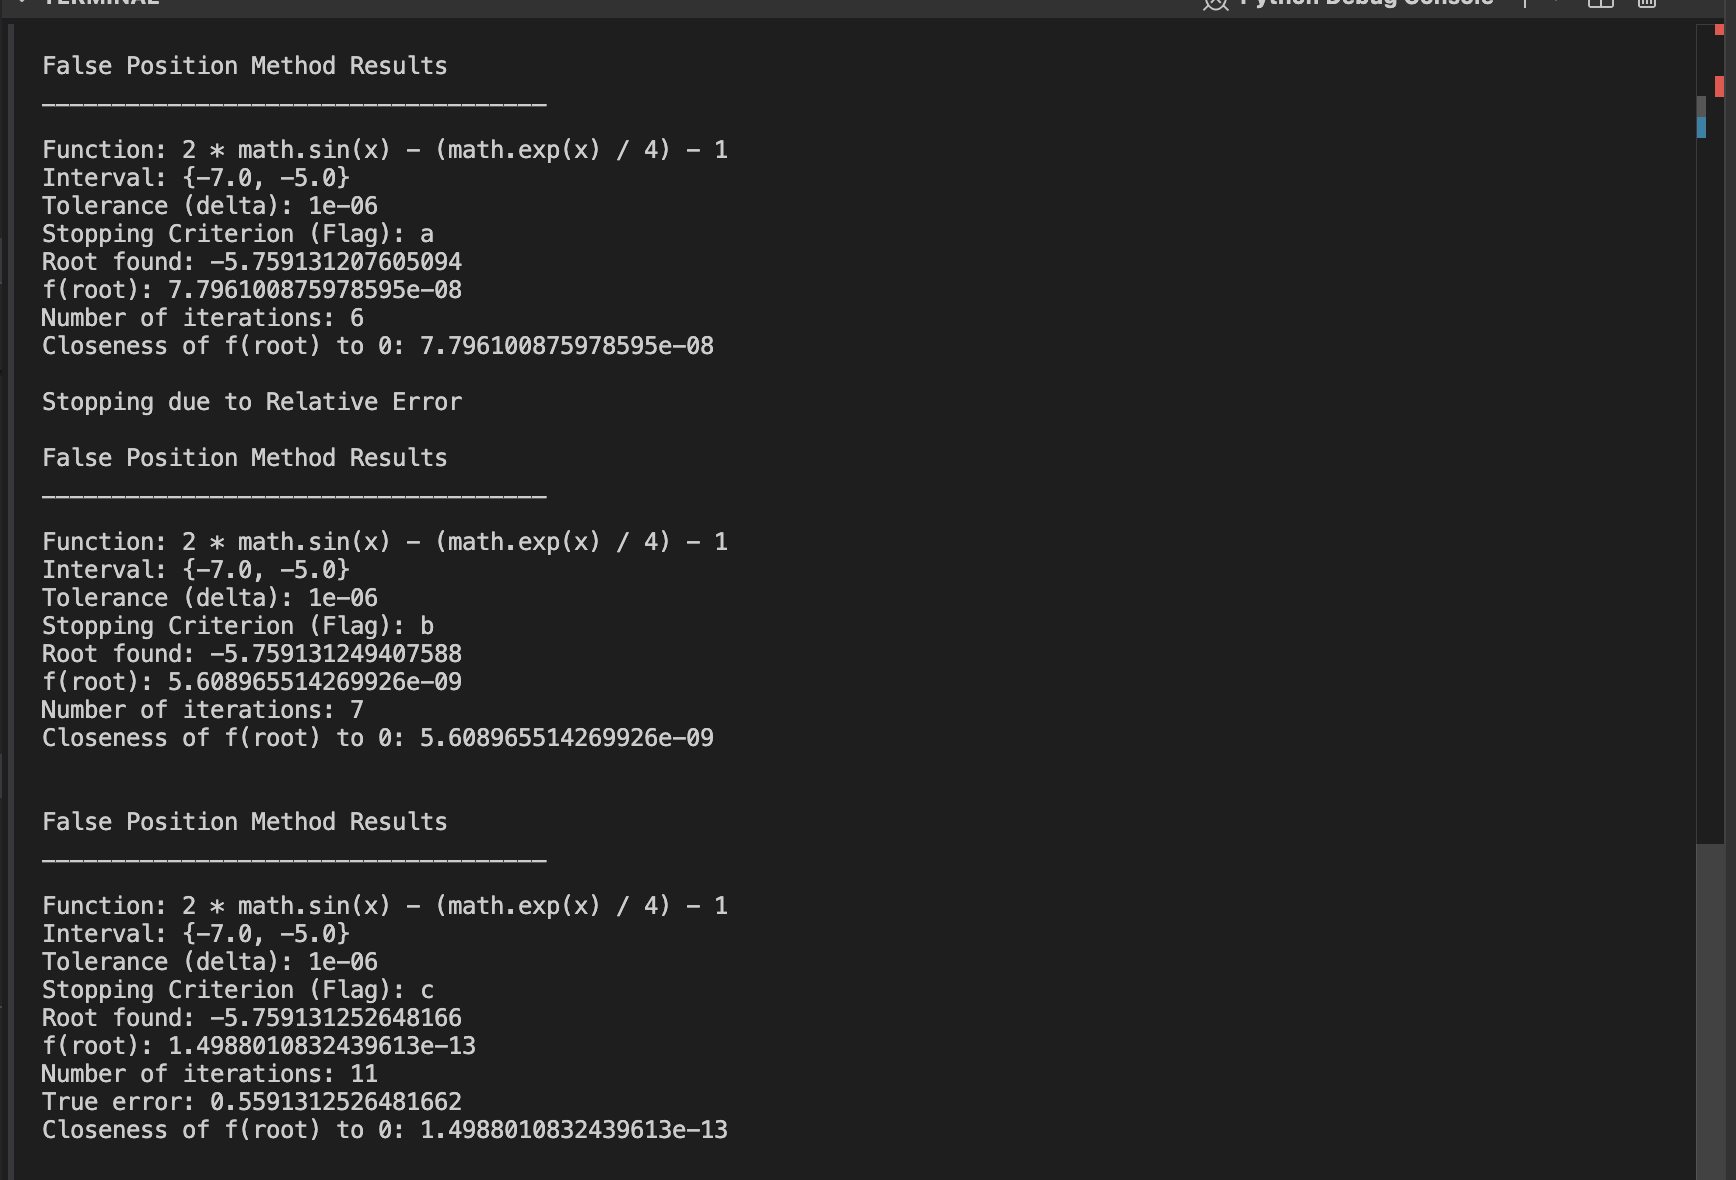 TERMINAL
Python Debug Console
False Position Method Results
____________________________________
Function: 2 * math.sin(x) - (math.exp(x) / 4) - 1
Interval: {-7.0, -5.0}
Tolerance (delta): 1e-06
Stopping Criterion (Flag): a
Root found: -5.759131207605094
f(root): 7.796100875978595e-08
Number of iterations: 6
Closeness of f(root) to 0: 7.796100875978595e-08
Stopping due to Relative Error
False Position Method Results
____________________________________
Function: 2 * math.sin(x) - (math.exp(x) / 4) - 1
Interval: {-7.0, -5.0}
Tolerance (delta): 1e-06
Stopping Criterion (Flag): b
Root found: -5.759131249407588
f(root): 5.608965514269926e-09
Number of iterations: 7
Closeness of f(root) to 0: 5.608965514269926e-09
False Position Method Results
____________________________________
Function: 2 * math.sin(x) - (math.exp(x) / 4) - 1
Interval: {-7.0, -5.0}
Tolerance (delta): 1e-06
Stopping Criterion (Flag): c
Root found: -5.759131252648166
f(root): 1.4988010832439613e-13
Number of iterations: 11
True error: 0.5591312526481662
Closeness of f(root) to 0: 1.4988010832439613e-13